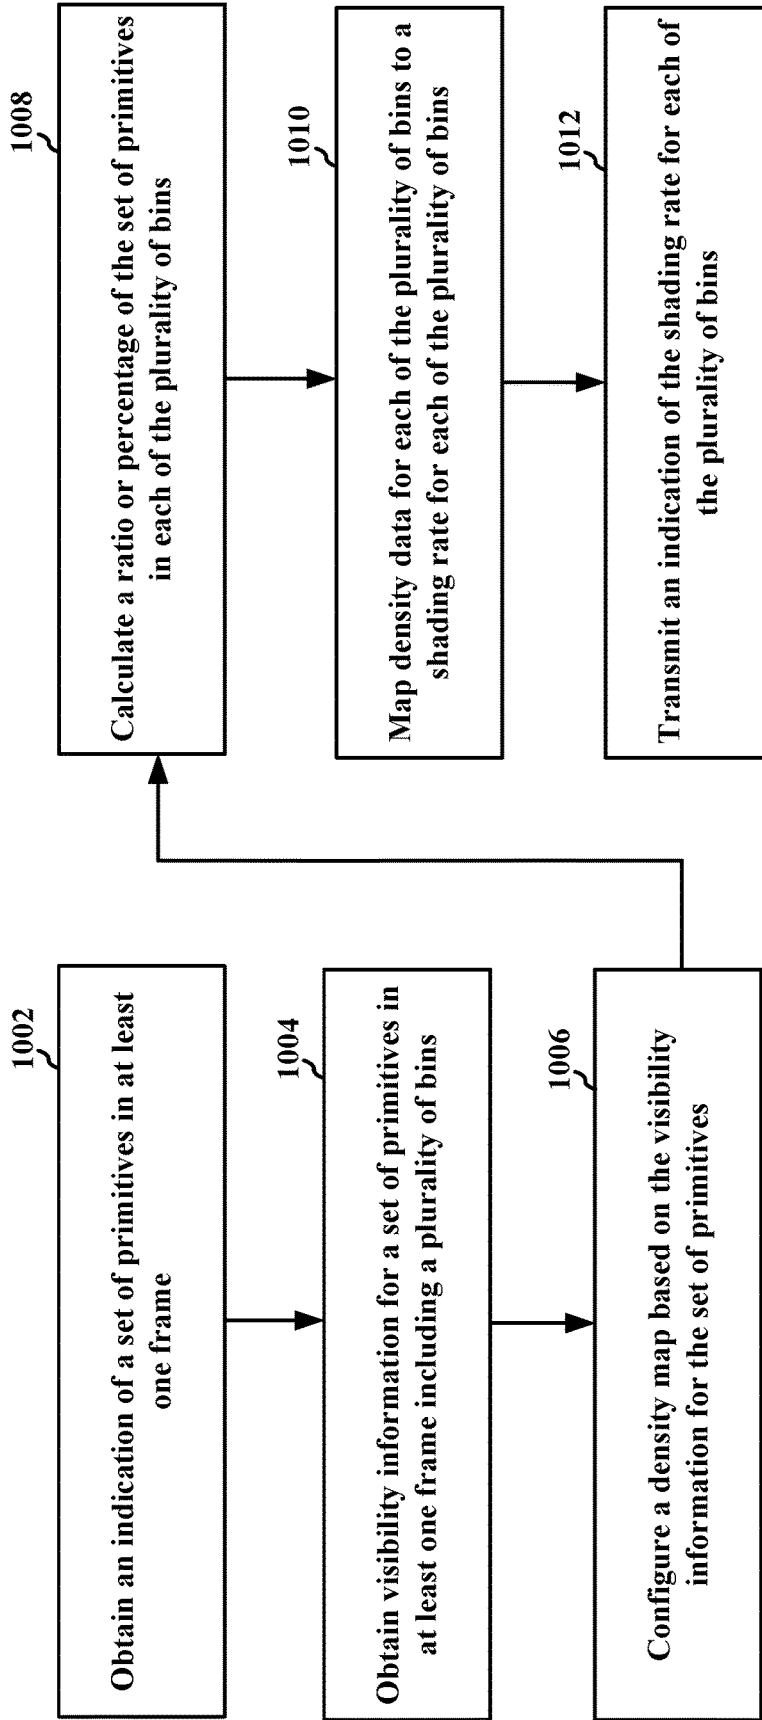 1002
Obtain an indication of a set of primitives in at least
one frame
1004
Obtain visibility information for a set of primitives in
at least one frame including a plurality of bins
1006
Configure a density map based on the visibility
information for the set of primitives
1008
Calculate a ratio or percentage of the set of primitives
in each of the plurality of bins
1010
Map density data for each of the plurality of bins to a
shading rate for each of the plurality of bins
1012
Transmit an indication of the shading rate for each of
the plurality of bins